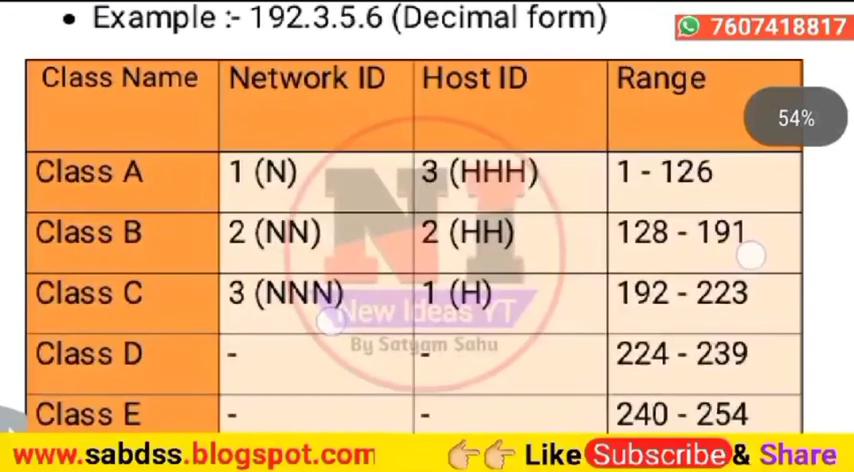 • Example :- 192.3.5.6 (Decimal form)
7607418817
Class Name Network ID Host ID Range
54%
Class A 1 (N) 3 (HHH) 1 - 126
Class B 2 (NN) 2 (HH) 128 - 191
Class C 3 (NNN) 1 (H) 192 - 223
NI
New Ideas YT
By Satyam Sahu
Class D - - 224 - 239
Class E - - 240 - 254
www.sabdss.blogspot.com Like Subscribe & Share